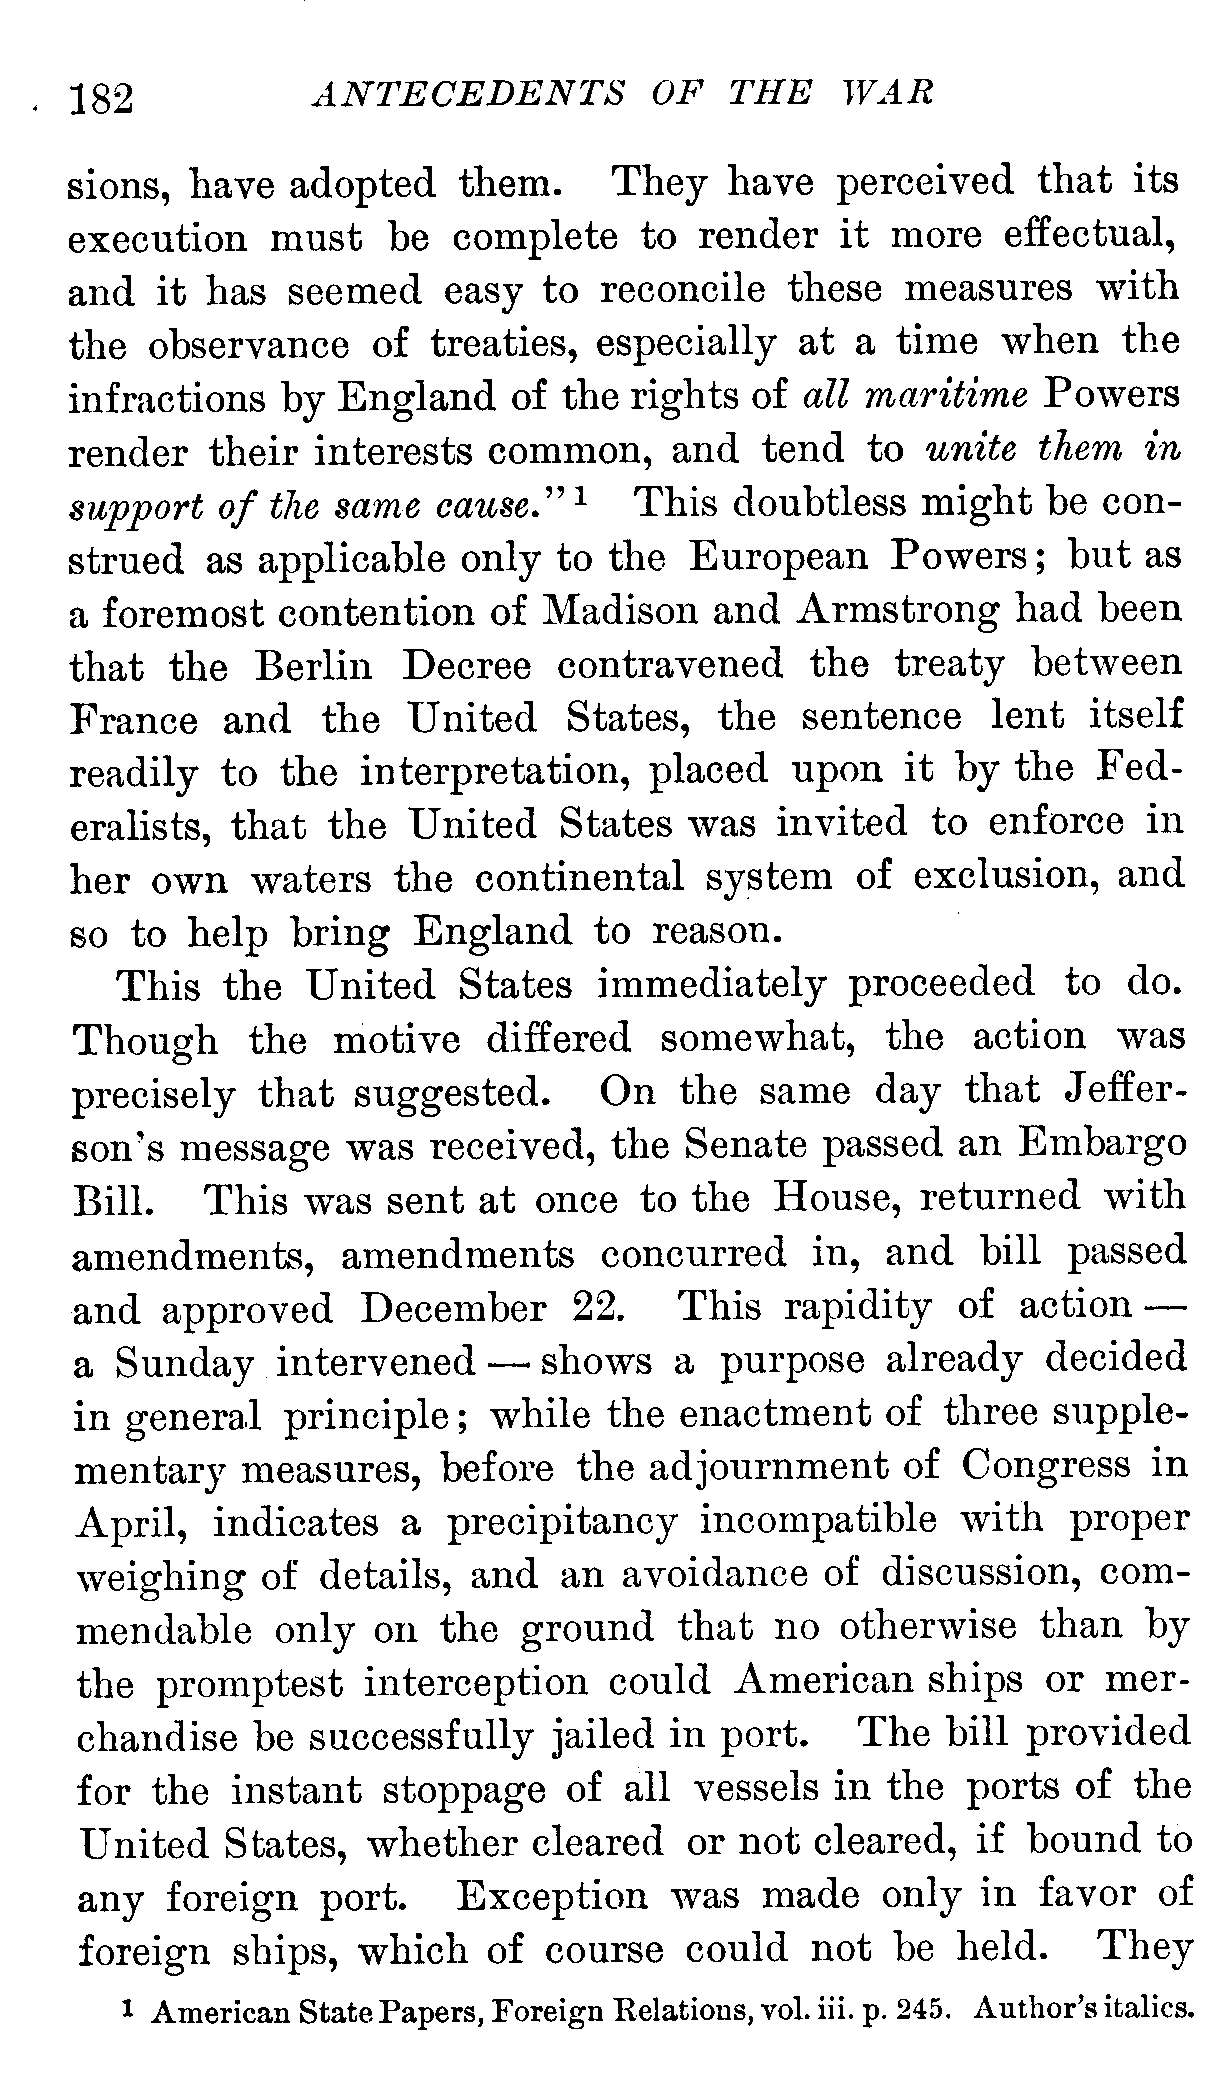 182 ANTECEDENTS OF THE WAR
sions, have adopted them. They have perceived that its
execution must be complete to render it more effectual,
and it has seemed easy to reconcile these measures with
the observance of treaties, especially at a time when the
infractions by England of the rights of all maritime Powers
render their interests common, and tend to unite them in
support of the same cause." 1 This doubtless might be con-
strued as applicable only to the European Powers; but as
a foremost contention of Madison and Armstrong had been
that the Berlin Decree contravened the treaty between
France and the United States, the sentence lent itself
readily to the interpretation, placed upon it by the Fed-
eralists, that the United States was invited to enforce in
her own waters the continental system of exclusion, and
so to help bring England to reason.
This the United States immediately proceeded to do.
Though the motive differed somewhat, the action was
precisely that suggested. On the same day that Jeffer-
son's message was received, the Senate passed an Embargo
Bill. This was sent at once to the House, returned with
amendments, amendments concurred in, and bill passed
and approved December 22. This rapidity of action —
a Sunday intervened — shows a purpose already decided
in general principle; while the enactment of three supple-
mentary measures, before the adjournment of Congress in
April, indicates a precipitancy incompatible with proper
weighing of details, and an avoidance of discussion, com-
mendable only on the ground that no otherwise than by
the promptest interception could American ships or mer-
chandise be successfully jailed in port. The bill provided
for the instant stoppage of all vessels in the ports of the
United States, whether cleared or not cleared, if bound to
any foreign port. Exception was made only in favor of
foreign ships, which of course could not be held. They
1 American State Papers, Foreign Relations, vol. iii. p. 245. Author's italics.